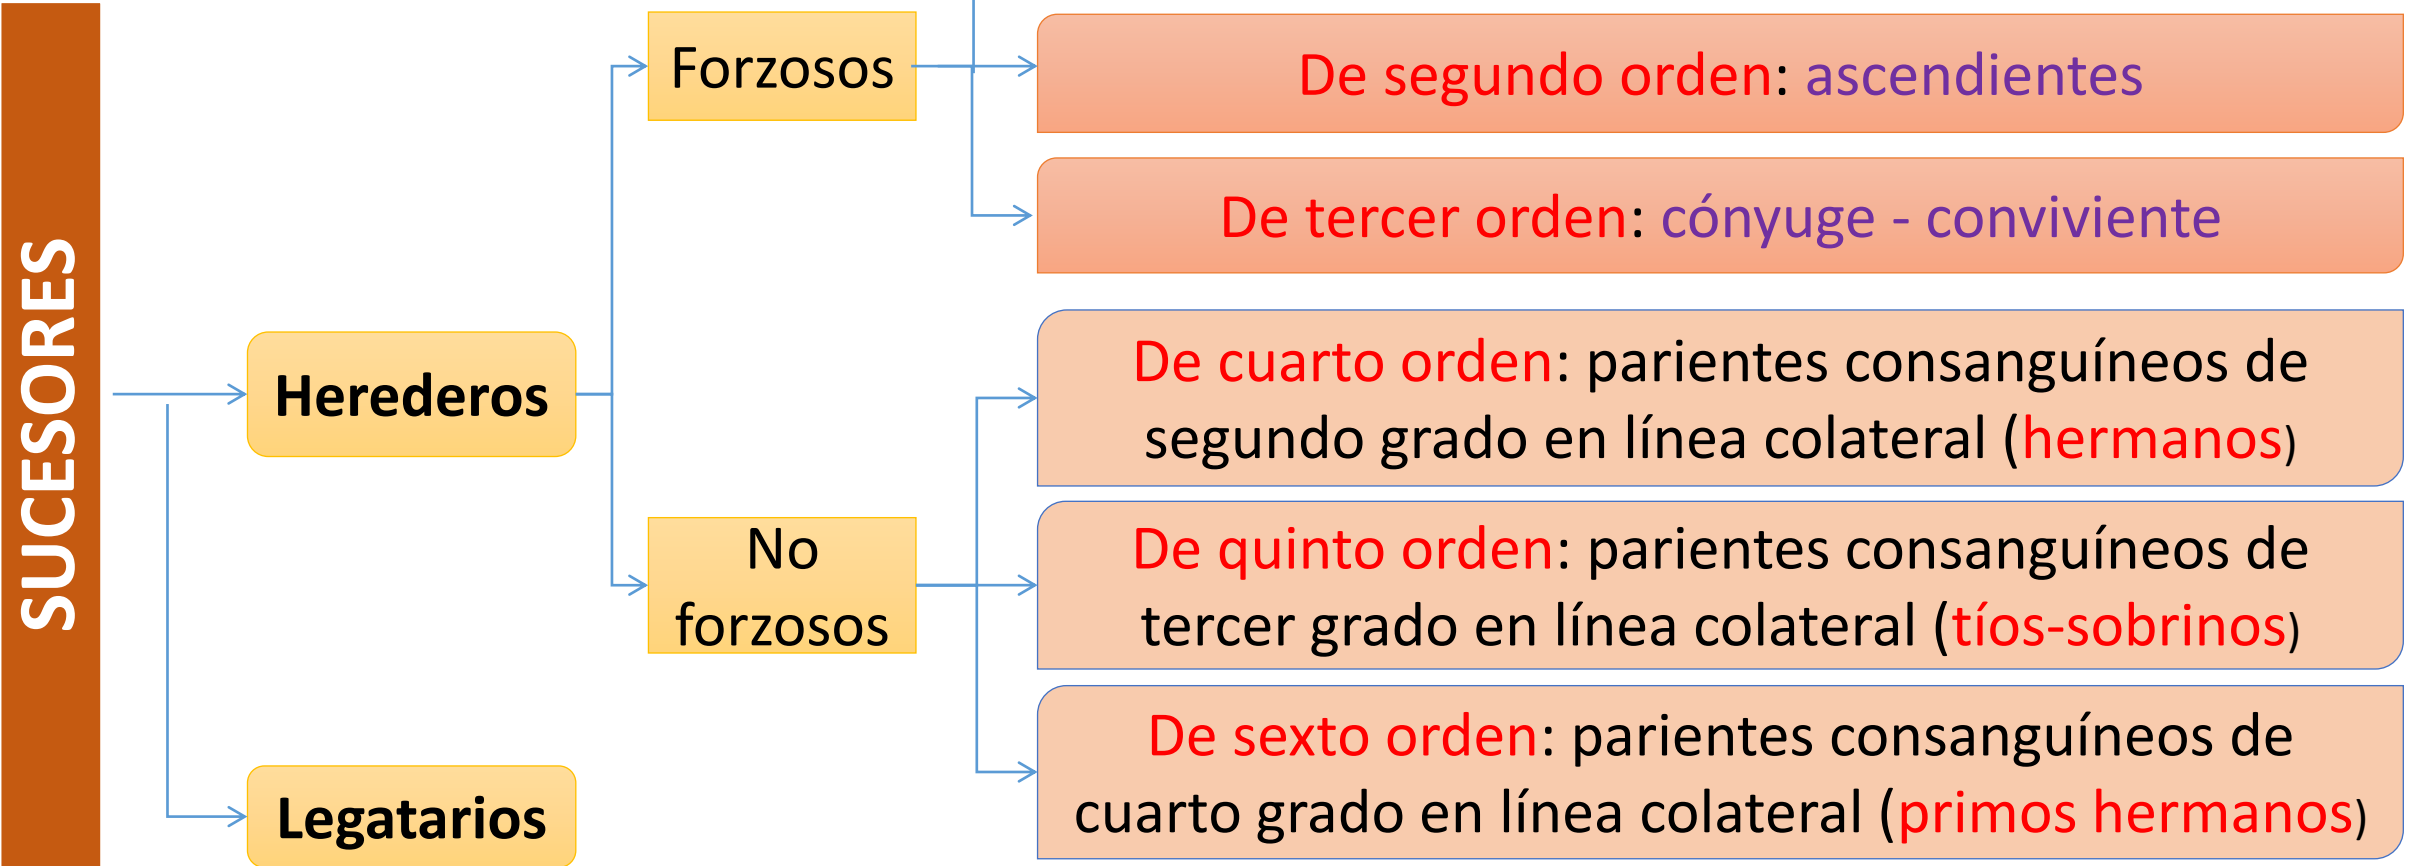 SUCESORES
Herederos
Forzosos
De segundo orden: ascendientes
De tercer orden: cónyuge - conviviente
No
forzosos
De cuarto orden: parientes consanguíneos de
segundo grado en línea colateral (hermanos)
De quinto orden: parientes consanguíneos de
tercer grado en línea colateral (tíos-sobrinos)
De sexto orden: parientes consanguíneos de
cuarto grado en línea colateral (primos hermanos)
Legatarios